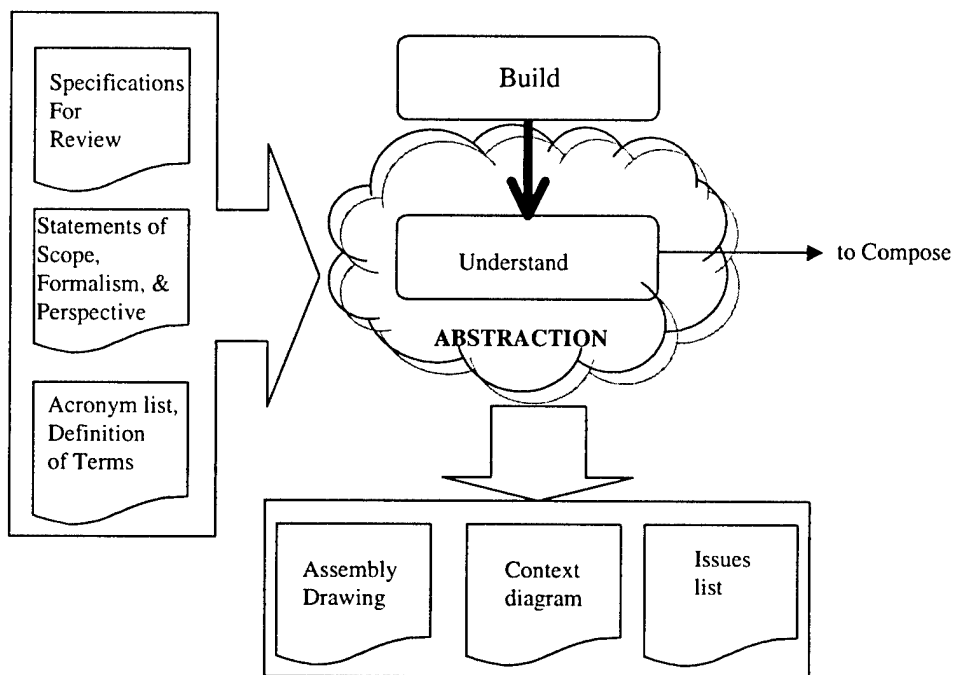 Specifications
For
Review
Statements of
Scope,
Formalism, &
Perspective
Acronym list,
Definition
of Terms
Build
Understand
ABSTRACTION
to Compose
Assembly
Drawing
Context
diagram
Issues
list